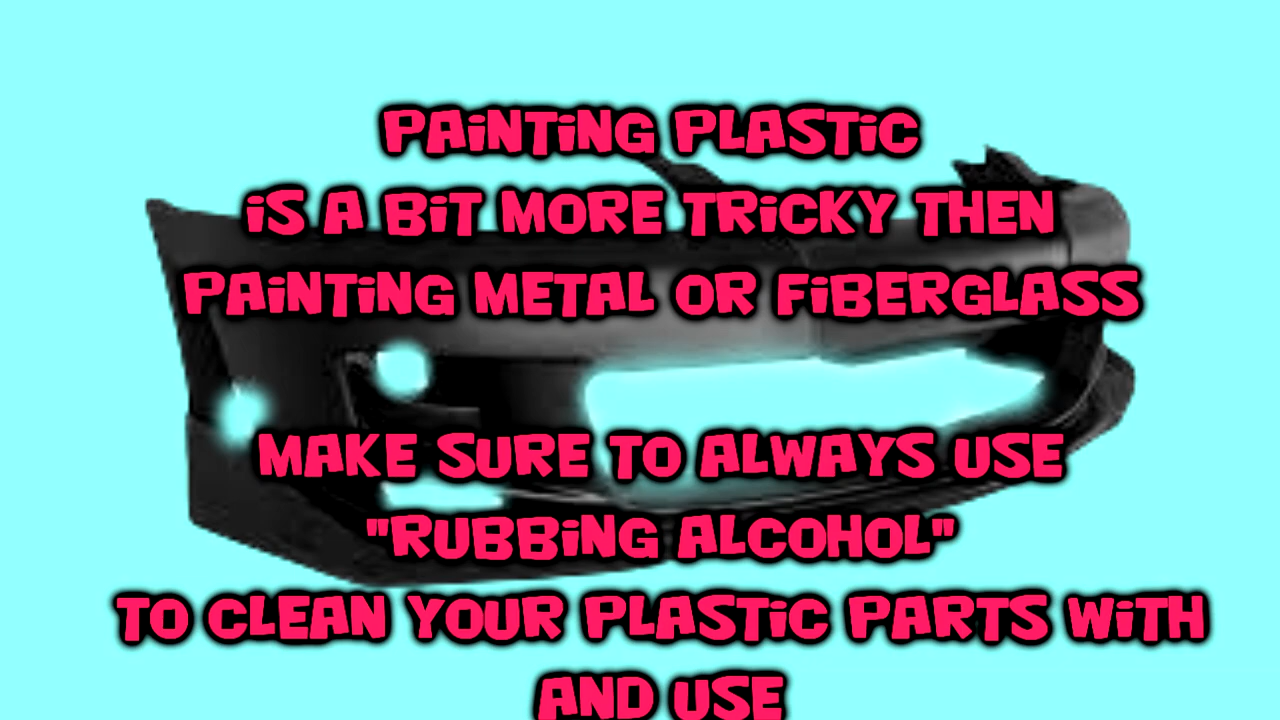 PAiNTiNG PLASTiC
iS A BiT MORE TRiCKY THEN
PAiNTiNG METAL OR FiBERGLASS
MAKE SURE TO ALWAYS USE
"RUBBiNG ALCOHOL"
TO CLEAN YOUR PLASTiC PARTS WiTH
AND USE